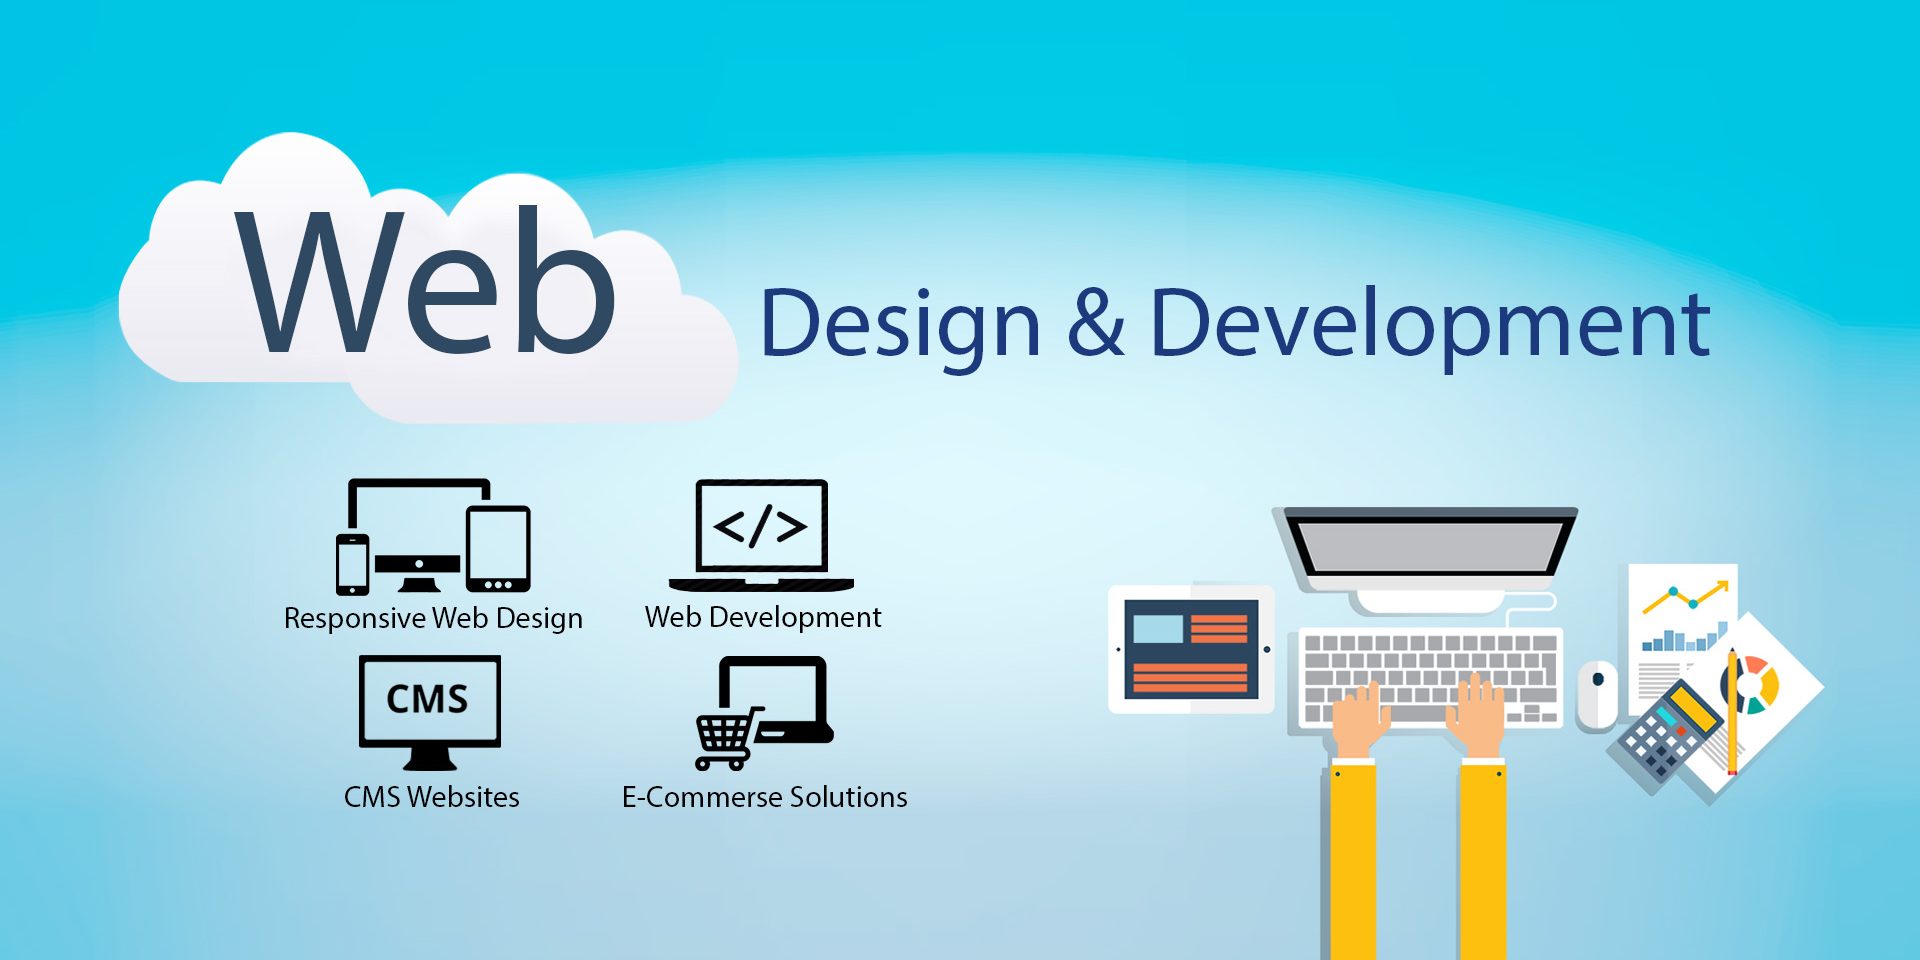 Web
Design & Development
</>
Responsive Web Design
Web Development
CMS
CMS Websites
E-Commerse Solutions